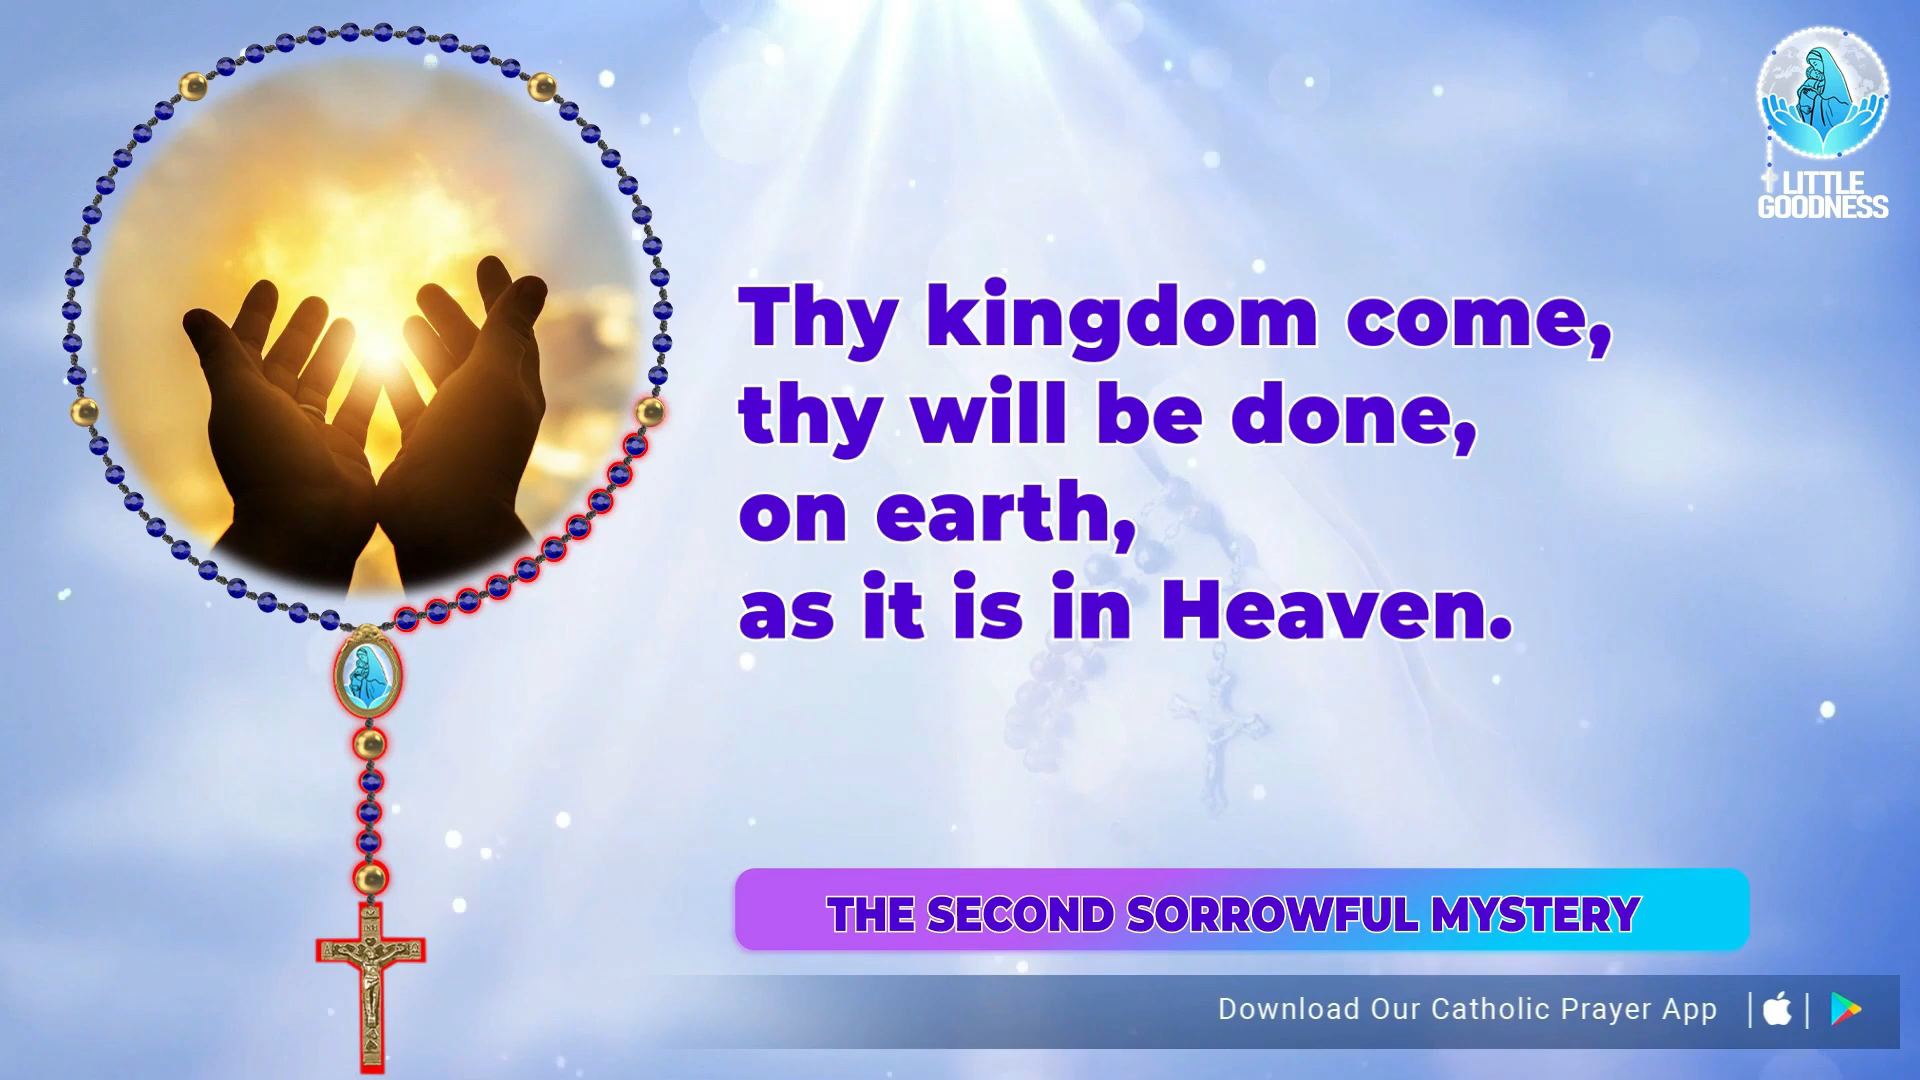 LITTLE
GOODNESS
Thy kingdom come,
thy will be done,
on earth,
as it is in Heaven.
THE SECOND SORROWFUL MYSTERY
Download Our Catholic Prayer App